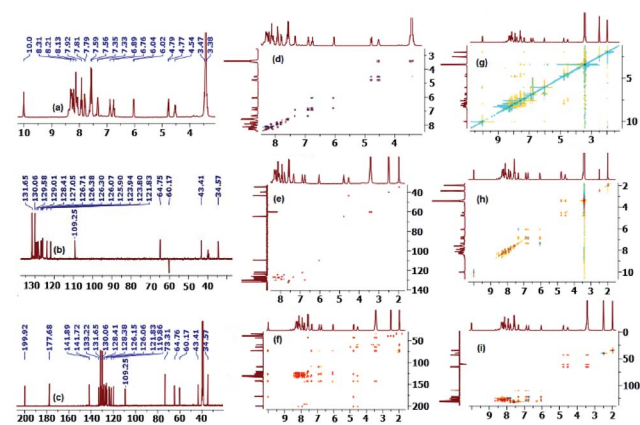 10.0 8.31 8.21 8.13 7.92 7.81 7.79 7.59 7.56 7.35 7.33 6.89 6.76 6.04 6.02 4.79 4.77 4.54 3.47 3.38
(a)
10 9 8 7 6 5 4 3
(d)
3 4 5 6 7 8
8 7 6 5 4
(g)
5 10
9 7 5 3 1
131.65 130.06 129.58 129.01 128.41 127.05 126.71 126.38 126.30 126.07 125.90 123.94 123.80 121.83 109.25 64.75 60.17 43.41 34.57
(b)
130 120 110 100 90 80 70 60 50 40
(e)
40 60 80 100 120 140
8 7 6 5 4 3 2
(h)
2 4 6 8 10
9 8 7 6 5 4 3 2
199.92 177.68 141.89 141.72 133.22 131.65 130.06 128.41 128.38 126.15 126.06 121.83 119.86 109.25 73.31 64.76 60.17 43.41 34.57
(c)
200 180 160 140 120 100 80 60 40 20
(f)
50 100 150 200
9 8 7 6 5 4 3 2
(i)
0 50 100
9 8 7 6 5 4 3 2